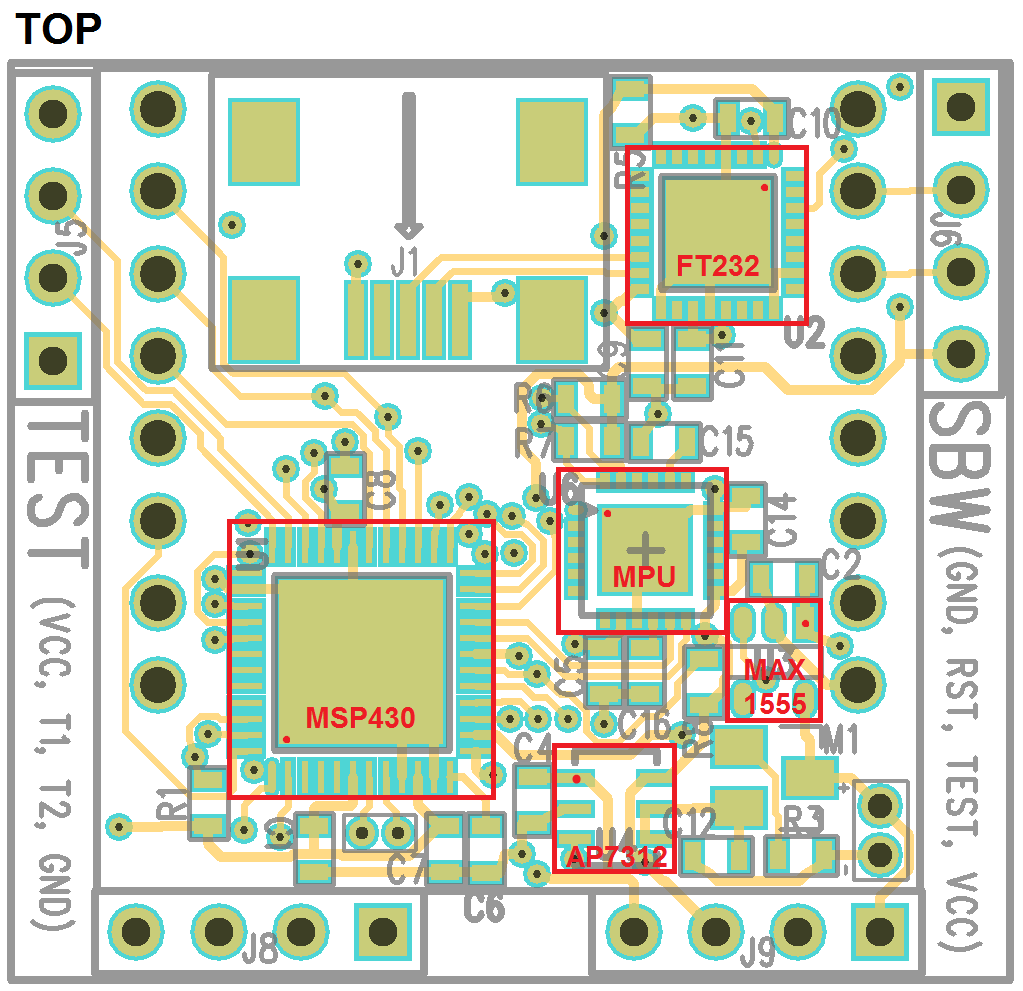 TOP
C10
R5
J5
J1
J6
FT232
U2
C9
C11
R6
R7
C15
TEST
(VCC, T1, T2, GND)
SBW
(GND, RST, TEST, VCC)
C8
U6
C14
U1
MPU
C2
C5
U3
MAX
1555
MSP430
C16
R8
C4
M1
R1
C12
R3
+
-
U4
AP7312
C7
C6
J8
J9